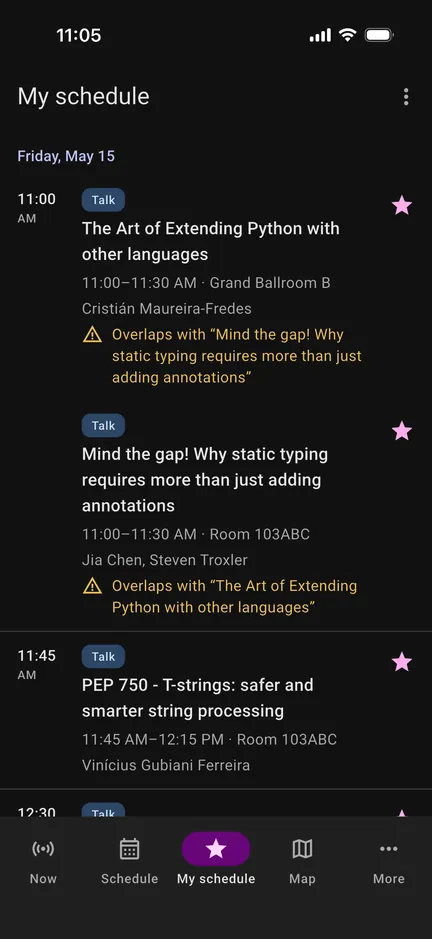 11:05
My schedule
Friday, May 15
11:00
AM
Talk
The Art of Extending Python with
other languages
11:00–11:30 AM · Grand Ballroom B
Cristián Maureira-Fredes
Overlaps with “Mind the gap! Why
static typing requires more than just
adding annotations”
Talk
Mind the gap! Why static typing
requires more than just adding
annotations
11:00–11:30 AM · Room 103ABC
Jia Chen, Steven Troxler
Overlaps with “The Art of Extending
Python with other languages”
11:45
AM
Talk
PEP 750 - T-strings: safer and
smarter string processing
11:45 AM–12:15 PM · Room 103ABC
Vinícius Gubiani Ferreira
12:30
Talk
Now
Schedule
My schedule
Map
More